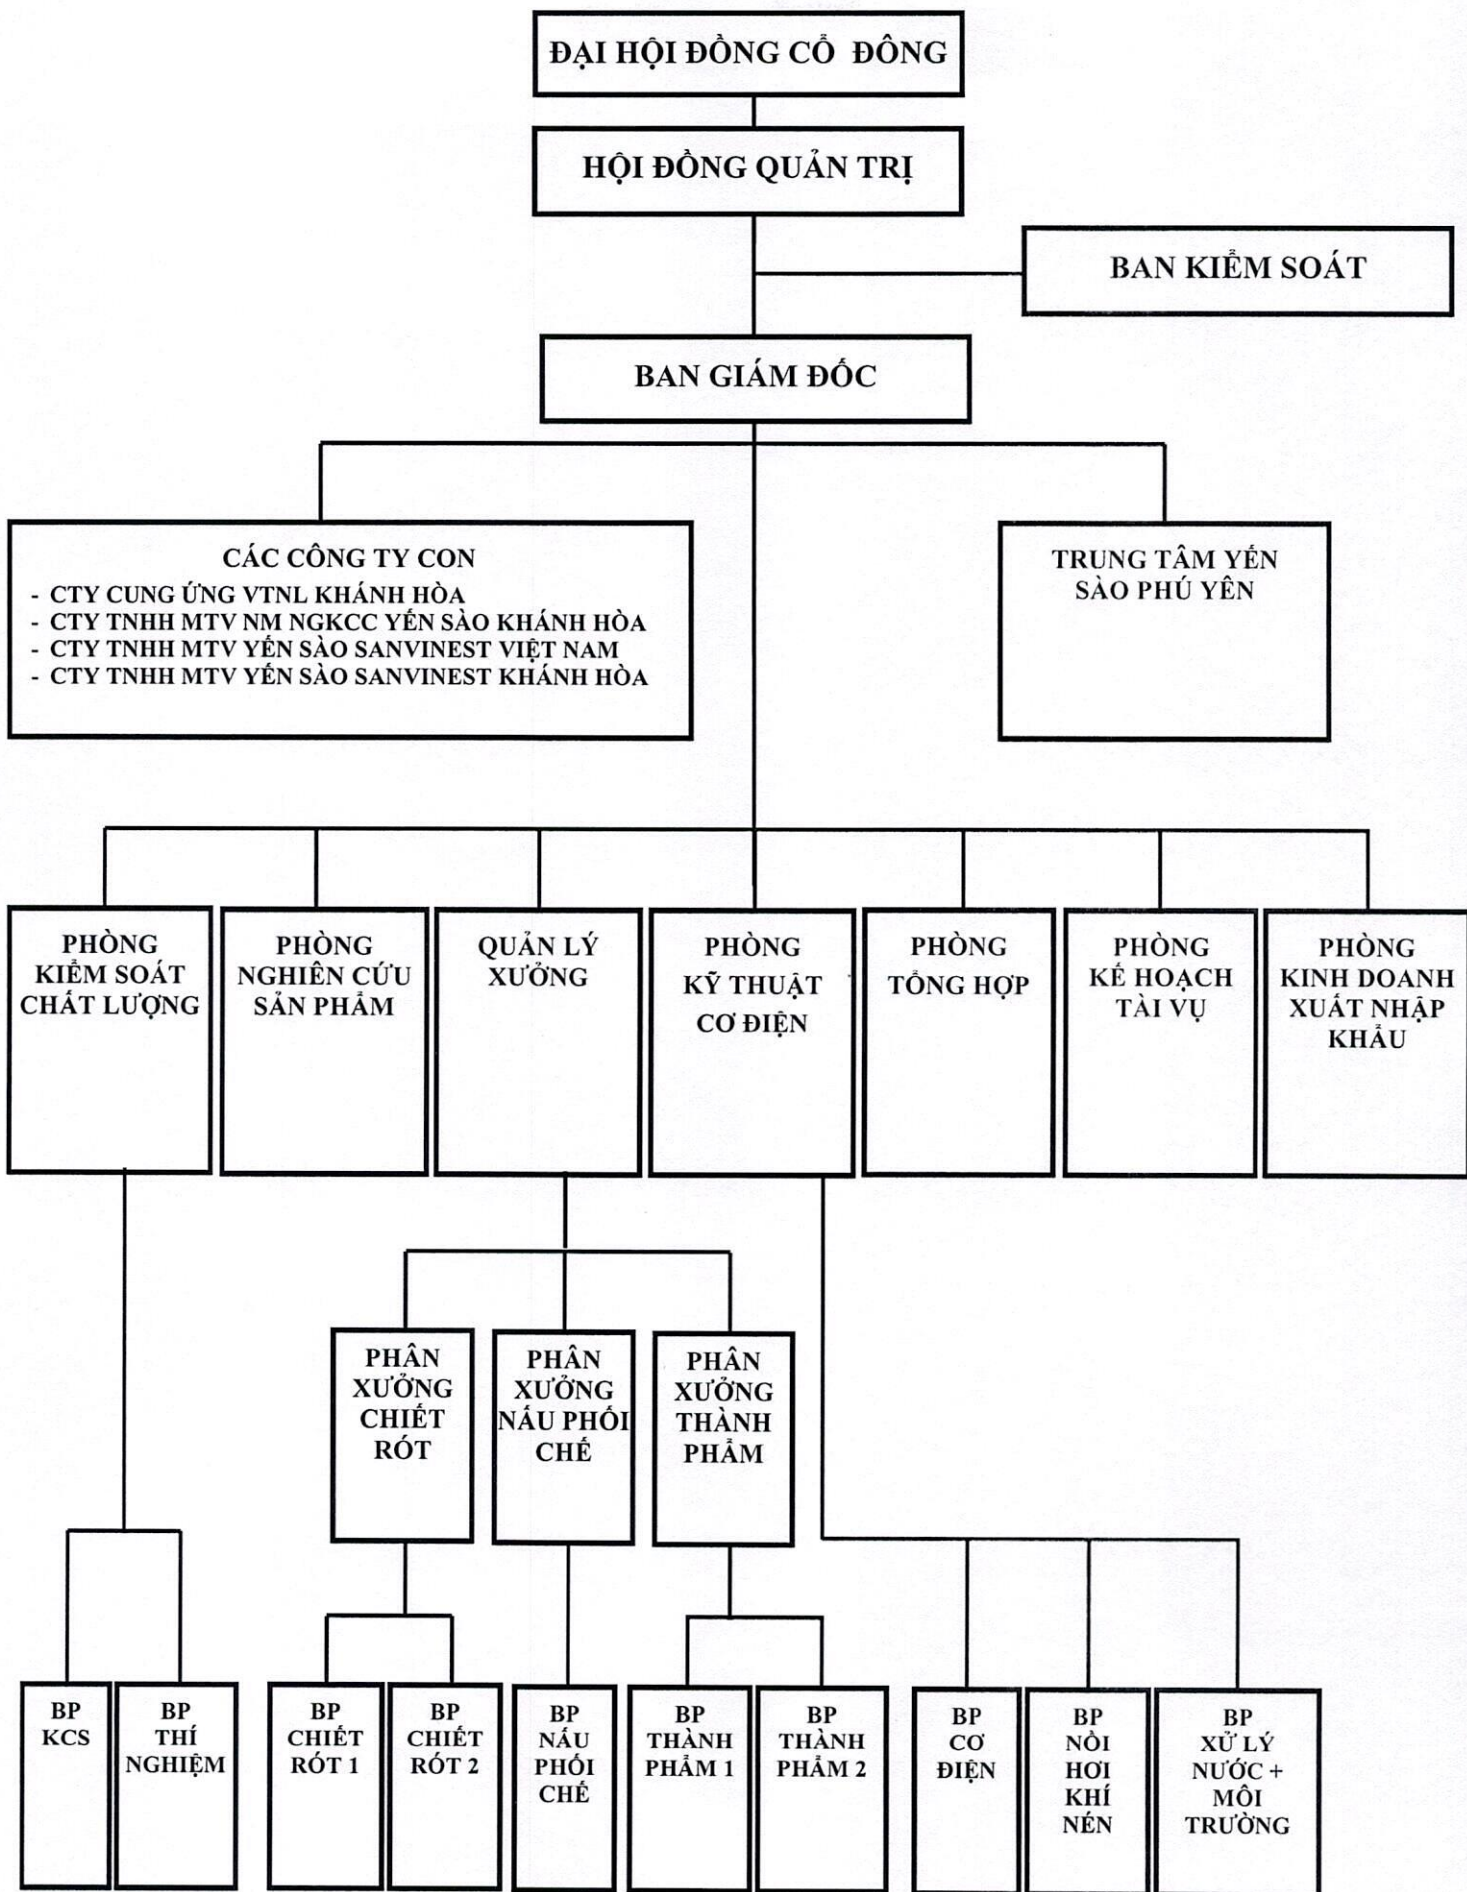 ĐẠI HỘI ĐỒNG CỔ ĐÔNG
HỘI ĐỒNG QUẢN TRỊ
BAN KIỂM SOÁT
BAN GIÁM ĐỐC
CÁC CÔNG TY CON
- CTY CUNG ỨNG VTNL KHÁNH HÒA
- CTY TNHH MTV NM NGKCC YẾN SÀO KHÁNH HÒA
- CTY TNHH MTV YẾN SÀO SANVINEST VIỆT NAM
- CTY TNHH MTV YẾN SÀO SANVINEST KHÁNH HÒA
TRUNG TÂM YẾN
SÀO PHÚ YÊN
PHÒNG
KIỂM SOÁT
CHẤT LƯỢNG
PHÒNG
NGHIÊN CỨU
SẢN PHẨM
QUẢN LÝ
XƯỞNG
PHÒNG
KỸ THUẬT
CƠ ĐIỆN
PHÒNG
TỔNG HỢP
PHÒNG
KẾ HOẠCH
TÀI VỤ
PHÒNG
KINH DOANH
XUẤT NHẬP
KHẨU
PHÂN
XƯỞNG
CHIẾT
RÓT
PHÂN
XƯỞNG
NẤU PHỐI
CHẾ
PHÂN
XƯỞNG
THÀNH
PHẨM
BP
KCS
BP
THÍ
NGHIỆM
BP
CHIẾT
RÓT 1
BP
CHIẾT
RÓT 2
BP
NẤU
PHỐI
CHẾ
BP
THÀNH
PHẨM 1
BP
THÀNH
PHẨM 2
BP
CƠ
ĐIỆN
BP
NỒI
HƠI
KHÍ
NÉN
BP
XỬ LÝ
NƯỚC +
MÔI
TRƯỜNG